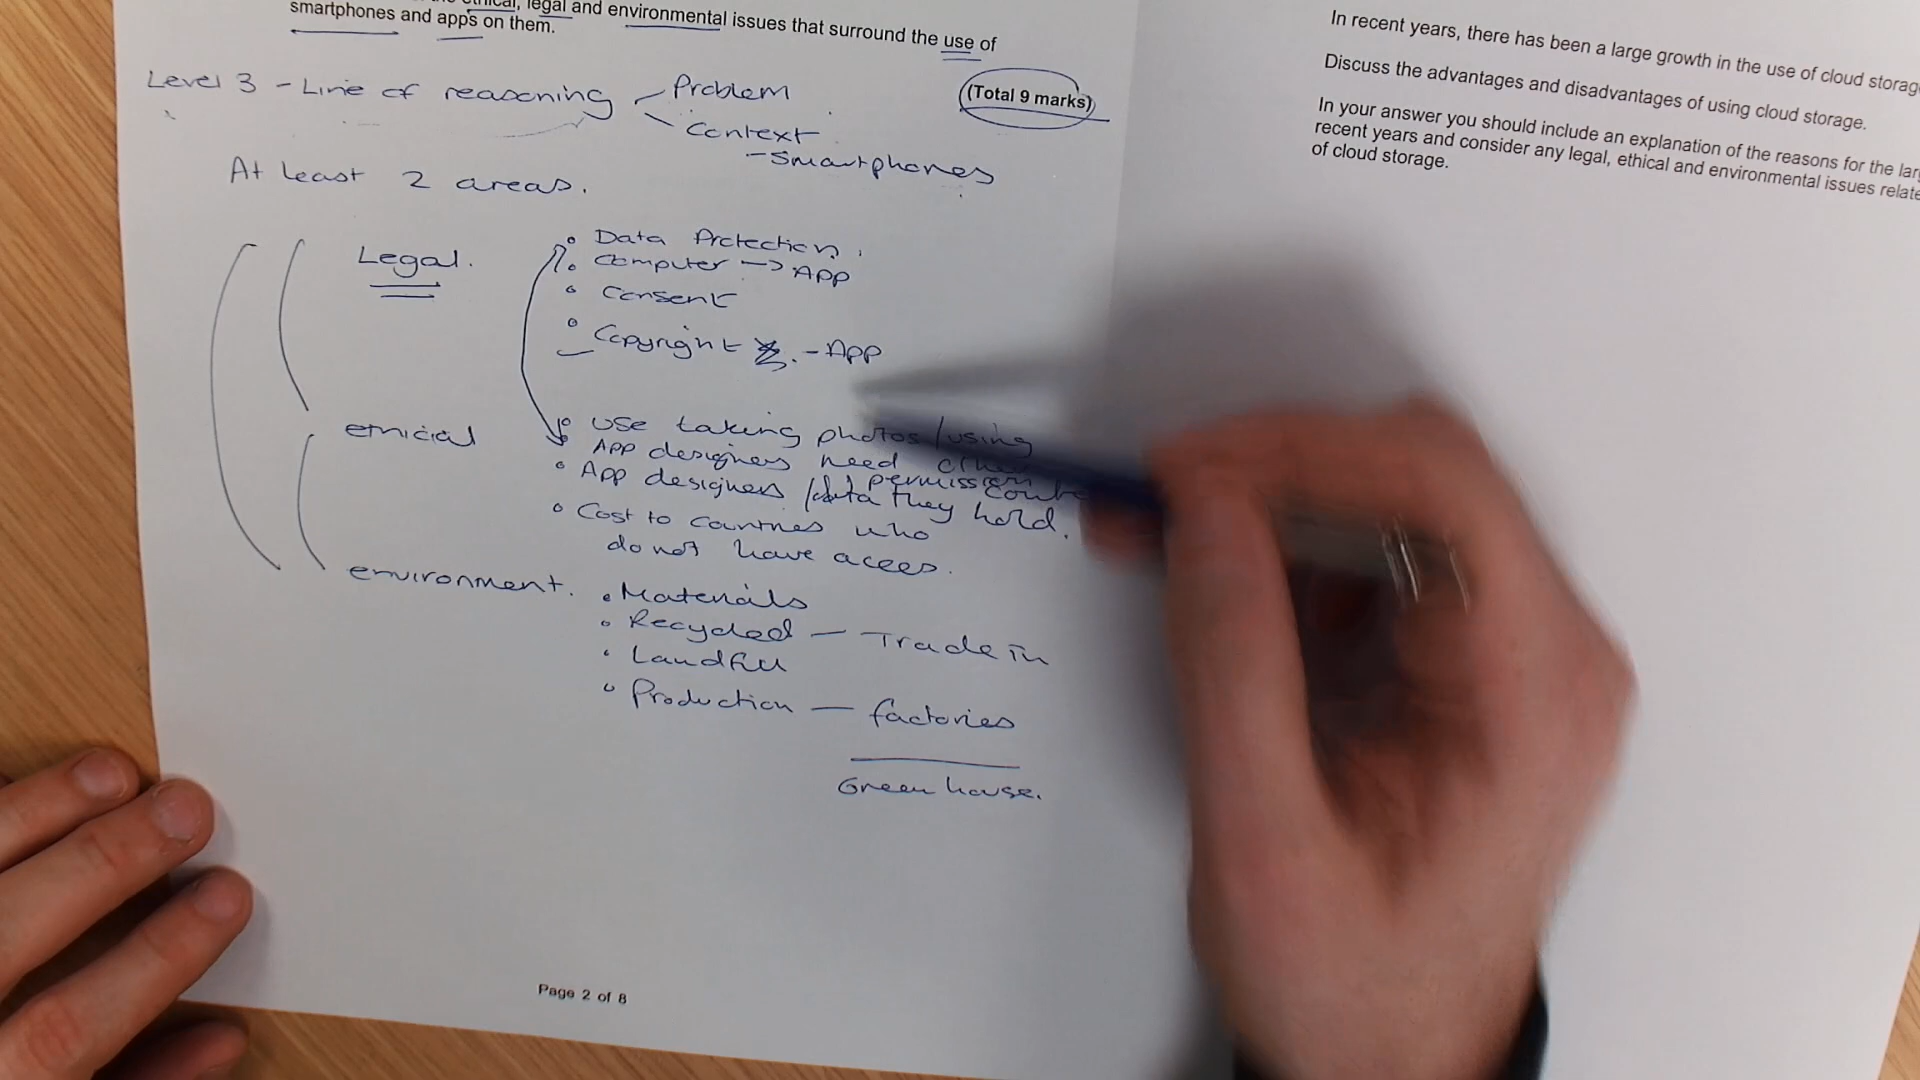 ethical, legal and environmental issues that surround the use of
smartphones and apps on them.
(Total 9 marks)
Level 3 - Line of reasoning
Problem
Context
- Smartphones
At least 2 areas.
Legal.
• Data Protection.
• Computer -> App
• Consent
• Copyright - App
ethicial
• Use taking photos / using
App designers need other
permission
• App designers / data they hold.
• Cost to countries who
do not have acees.
environment.
• Materials
• Recycled — Trade in
• Landfill
• Production — factories
Green house.
Page 2 of 8
In recent years, there has been a large growth in the use of cloud storag
Discuss the advantages and disadvantages of using cloud storage.
In your answer you should include an explanation of the reasons for the lar
recent years and consider any legal, ethical and environmental issues relate
of cloud storage.